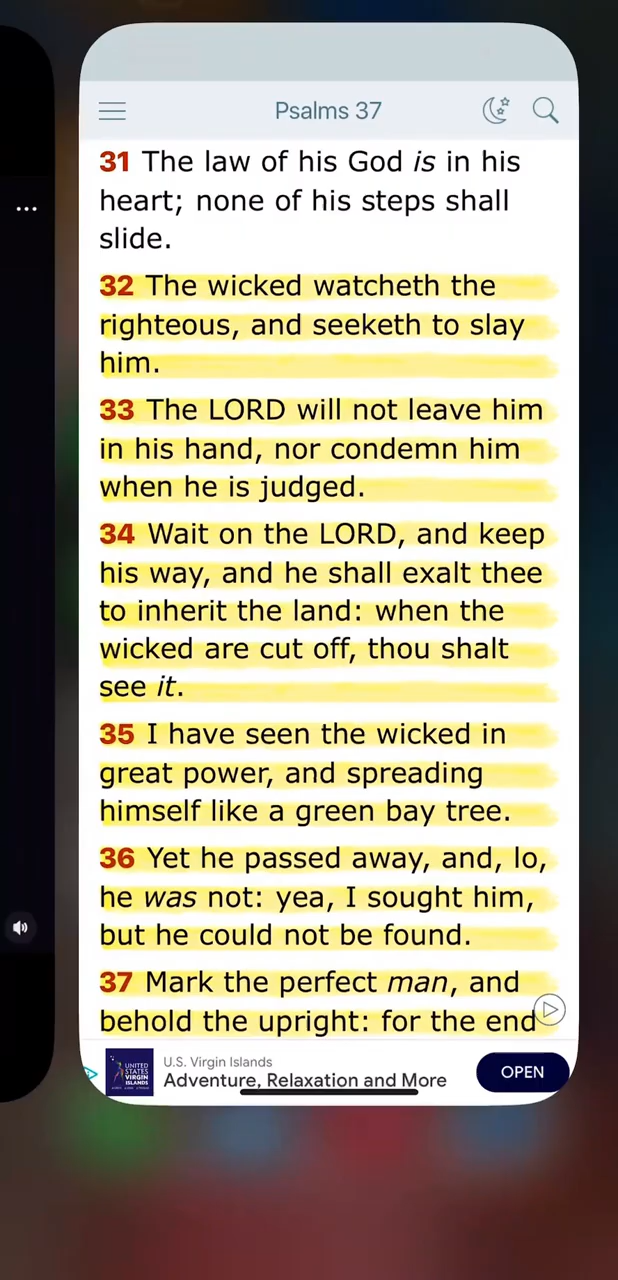 Psalms 37
31 The law of his God is in his
heart; none of his steps shall
slide.
32 The wicked watcheth the
righteous, and seeketh to slay
him.
33 The LORD will not leave him
in his hand, nor condemn him
when he is judged.
34 Wait on the LORD, and keep
his way, and he shall exalt thee
to inherit the land: when the
wicked are cut off, thou shalt
see it.
35 I have seen the wicked in
great power, and spreading
himself like a green bay tree.
36 Yet he passed away, and, lo,
he was not: yea, I sought him,
but he could not be found.
37 Mark the perfect man, and
behold the upright: for the end
UNITED
STATES
VIRGIN
ISLANDS
U.S. Virgin Islands
Adventure, Relaxation and More
OPEN